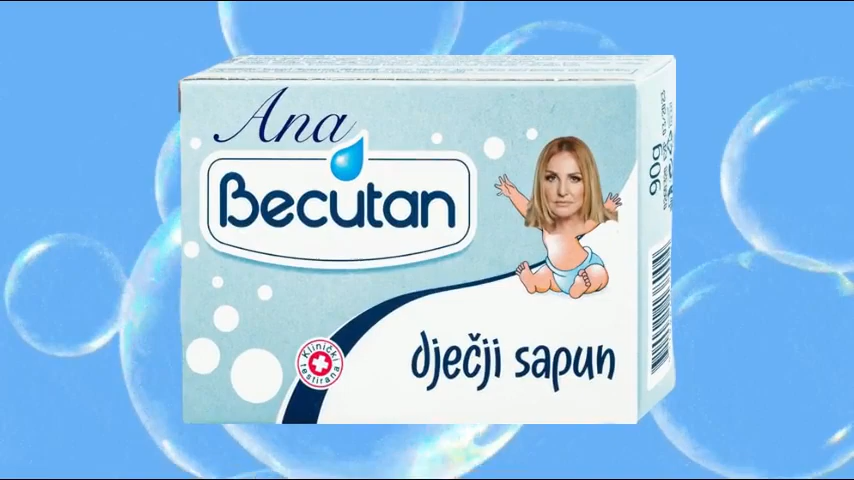 Ana
Becutan
Klinički
testirana
dječji sapun
90g